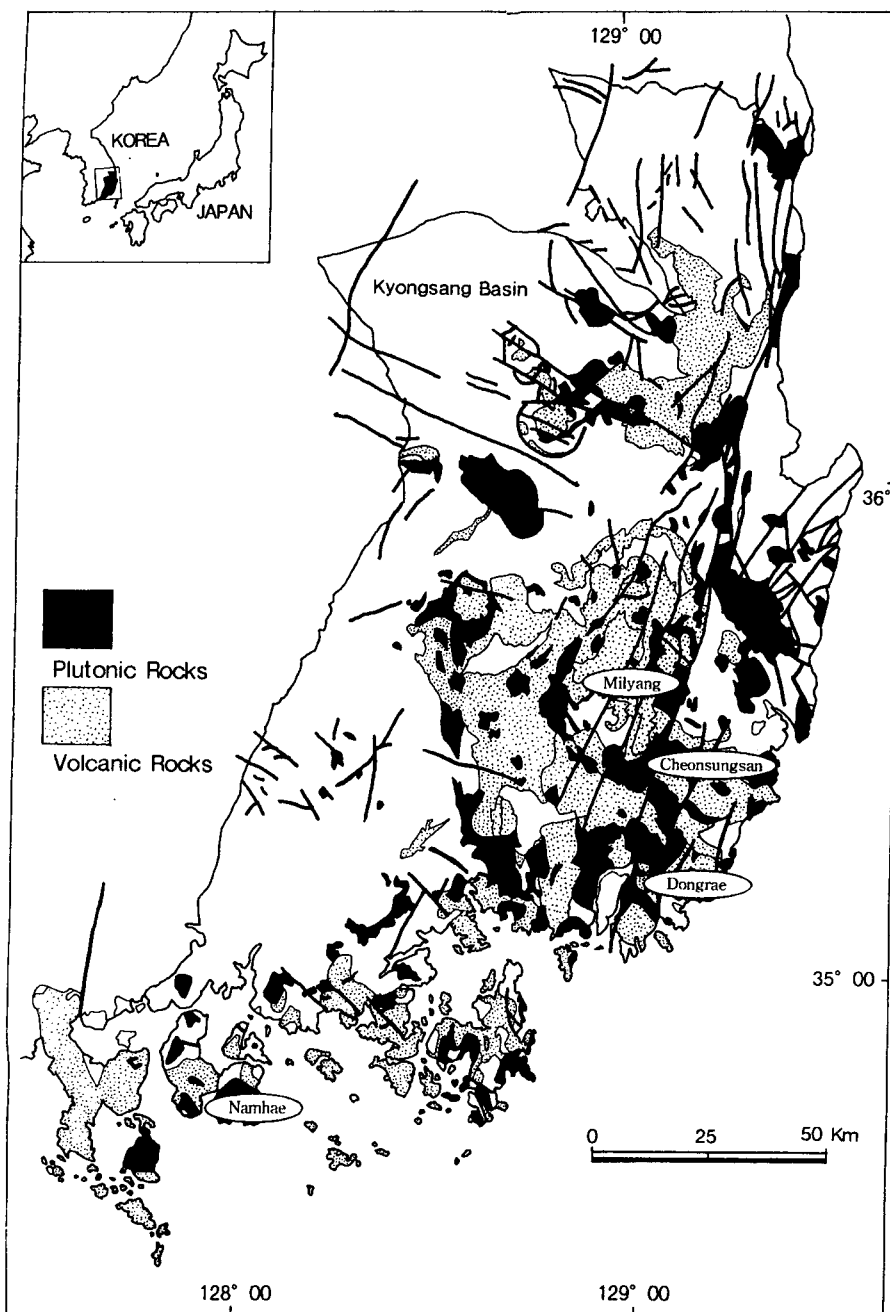 129° 00
KOREA
JAPAN
Kyongsang Basin
36°
Plutonic Rocks
Milyang
Volcanic Rocks
Cheonsungsan
Dongrae
35° 00
Namhae
0 25 50 Km
128° 00
129° 00